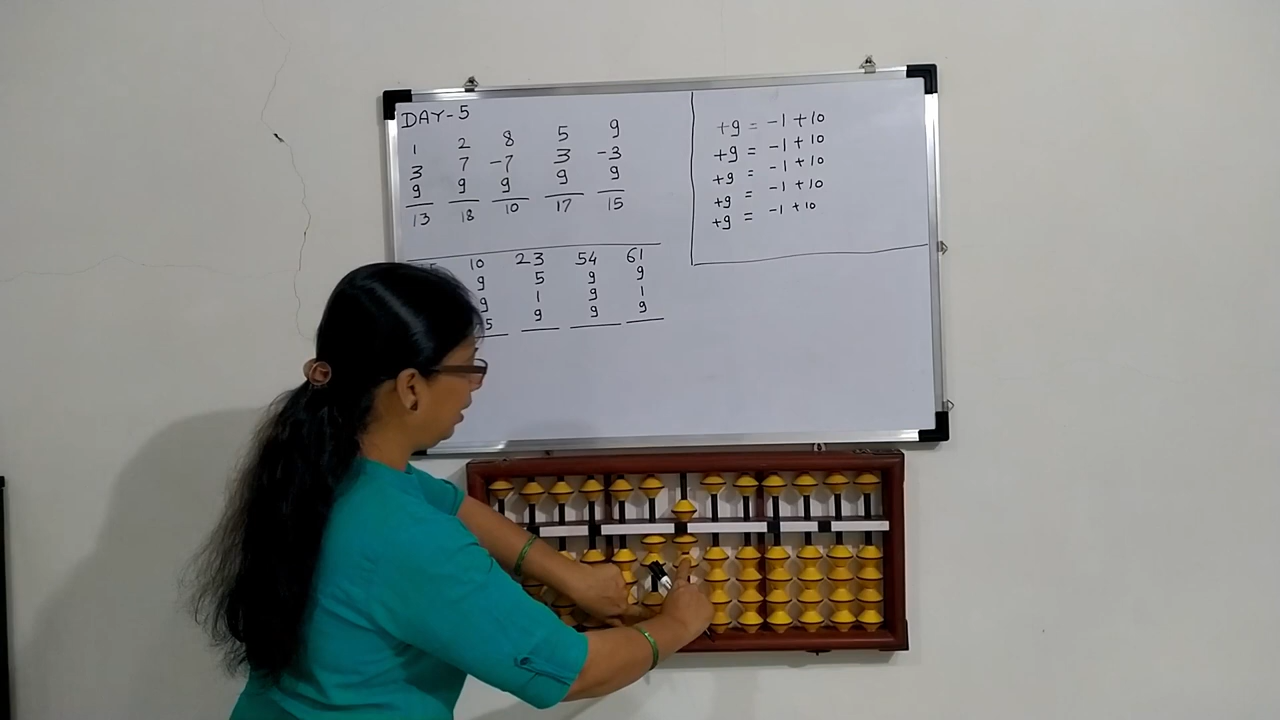 DAY-5
1 2 8 5 9
3 7 -7 3 -3
9 9 9 9 9
13 18 10 17 15
+9 = -1 +10
+9 = -1 +10
+9 = -1 +10
+9 = -1 +10
+9 = -1 +10
5 10 23 54 61
9 5 9 9
9 1 9 1
5 9 9 9